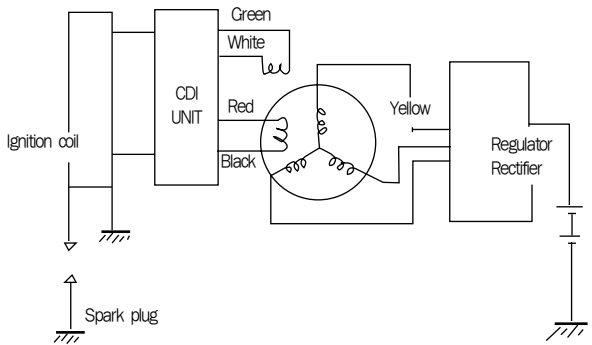 Green
White
CDI
UNIT
Red
Yellow
Ignition coil
Black
Regulator
Rectifier
Spark plug